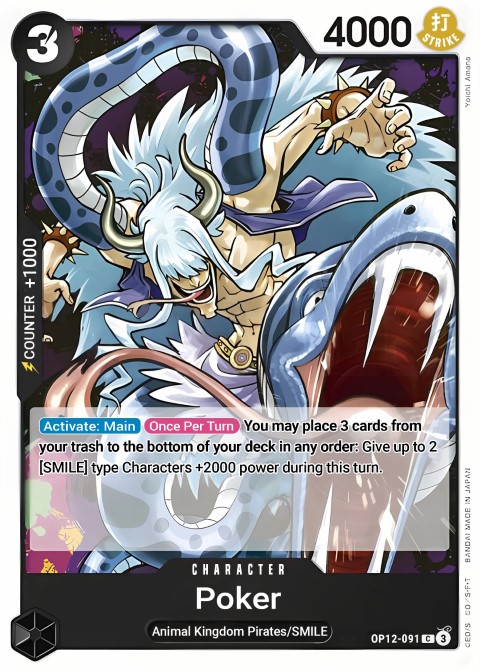 3
4000
打
STRIKE
Yoichi Amano
COUNTER +1000
Activate: Main Once Per Turn You may place 3 cards from
your trash to the bottom of your deck in any order: Give up to 2
[SMILE] type Characters +2000 power during this turn.
CHARACTER
Poker
Animal Kingdom Pirates/SMILE
OP12-091 C 3
BANDAI MADE IN JAPAN